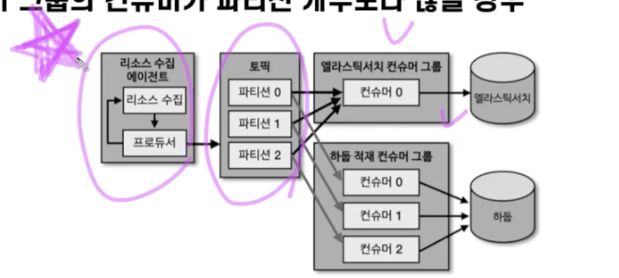 그룹의 컨슈머가 파티션 개수보다 많을 경우
리소스 수집
에이전트
리소스 수집
프로듀서
토픽
파티션 0
파티션 1
파티션 2
엘라스틱서치 컨슈머 그룹
컨슈머 0
엘라스틱서치
하둡 적재 컨슈머 그룹
컨슈머 0
컨슈머 1
컨슈머 2
하둡